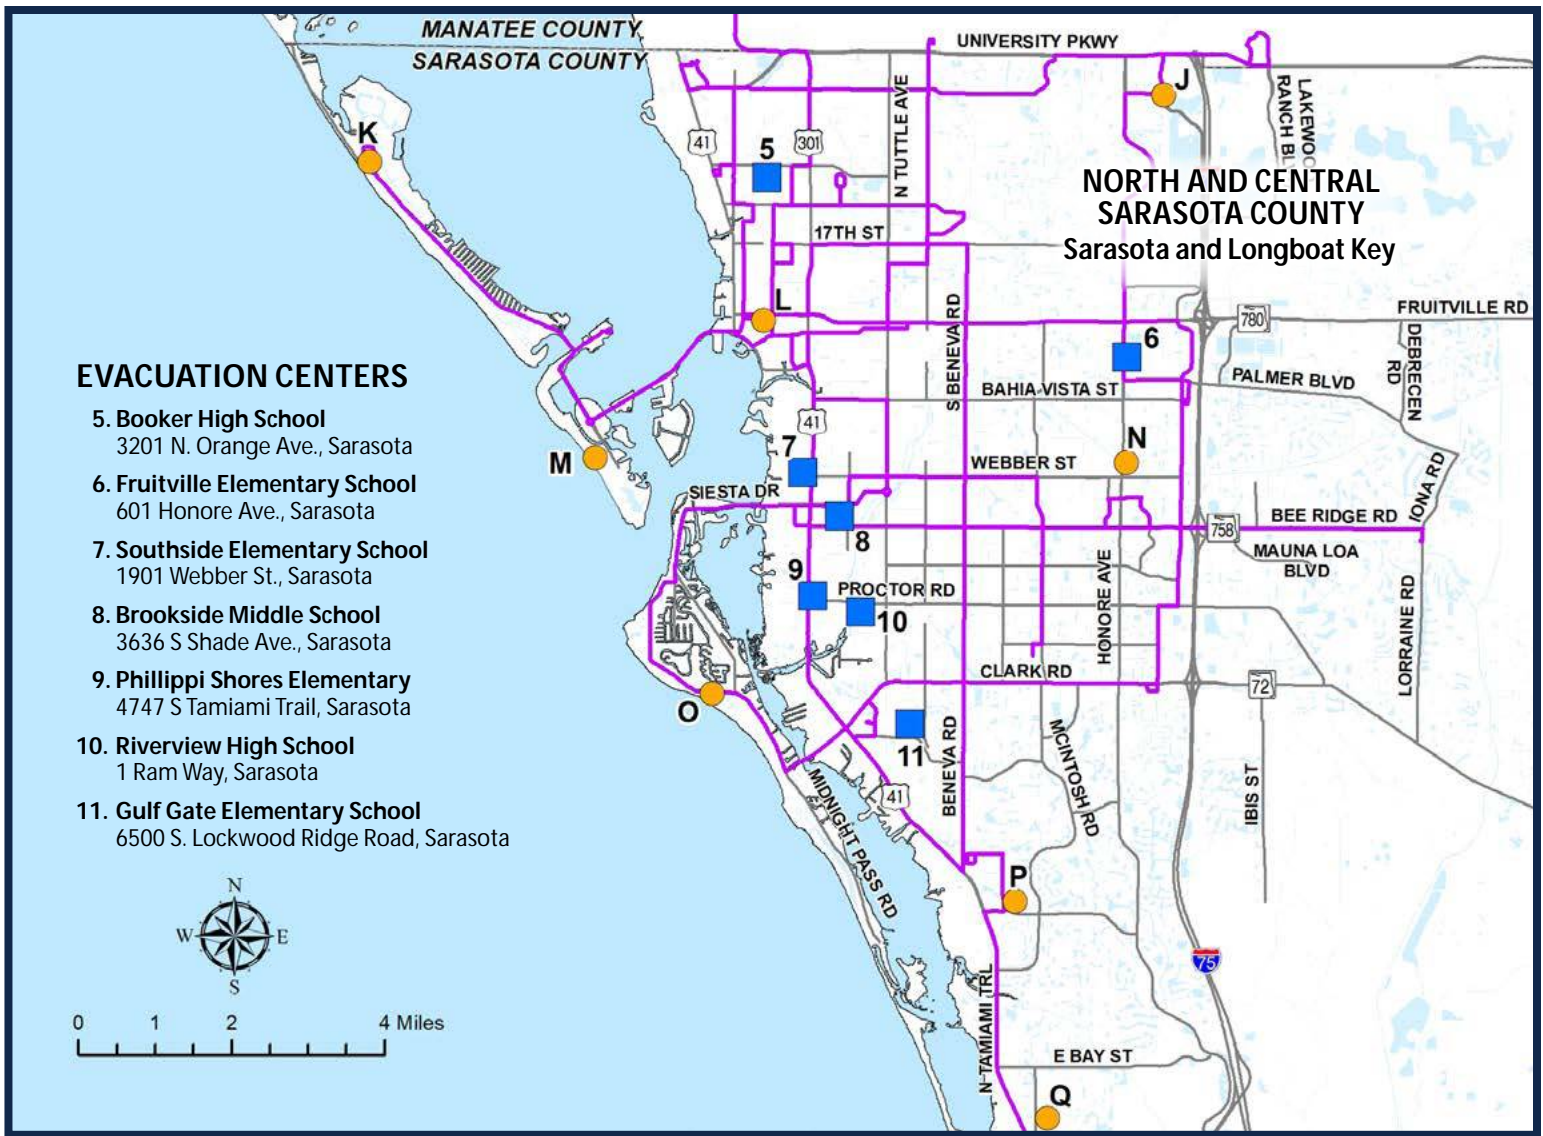 MANATEE COUNTY
SARASOTA COUNTY
UNIVERSITY PKWY
J
K
41
5
301
N TUTTLE AVE
LAKEWOO
RANCH BL
NORTH AND CENTRAL
SARASOTA COUNTY
Sarasota and Longboat Key
17TH ST
L
S BENEVA RD
780
FRUITVILLE RD
6
DEBRECEN
RD
PALMER BLVD
BAHIA VISTA ST
EVACUATION CENTERS
5. Booker High School
3201 N. Orange Ave., Sarasota
6. Fruitville Elementary School
601 Honore Ave., Sarasota
7. Southside Elementary School
1901 Webber St., Sarasota
8. Brookside Middle School
3636 S Shade Ave., Sarasota
9. Phillippi Shores Elementary
4747 S Tamiami Trail, Sarasota
10. Riverview High School
1 Ram Way, Sarasota
11. Gulf Gate Elementary School
6500 S. Lockwood Ridge Road, Sarasota
41
7
N
M
WEBBER ST
IONA RD
SIESTA DR
BEE RIDGE RD
758
8
MAUNA LOA
BLVD
9
PROCTOR RD
10
HONORE AVE
LORRAINE RD
CLARK RD
72
O
11
BENEVA RD
MCINTOSH RD
IBIS ST
41
MIDNIGHT PASS RD
P
N
W
E
S
75
0
1
2
4 Miles
N TAMIAMI TRL
E BAY ST
Q